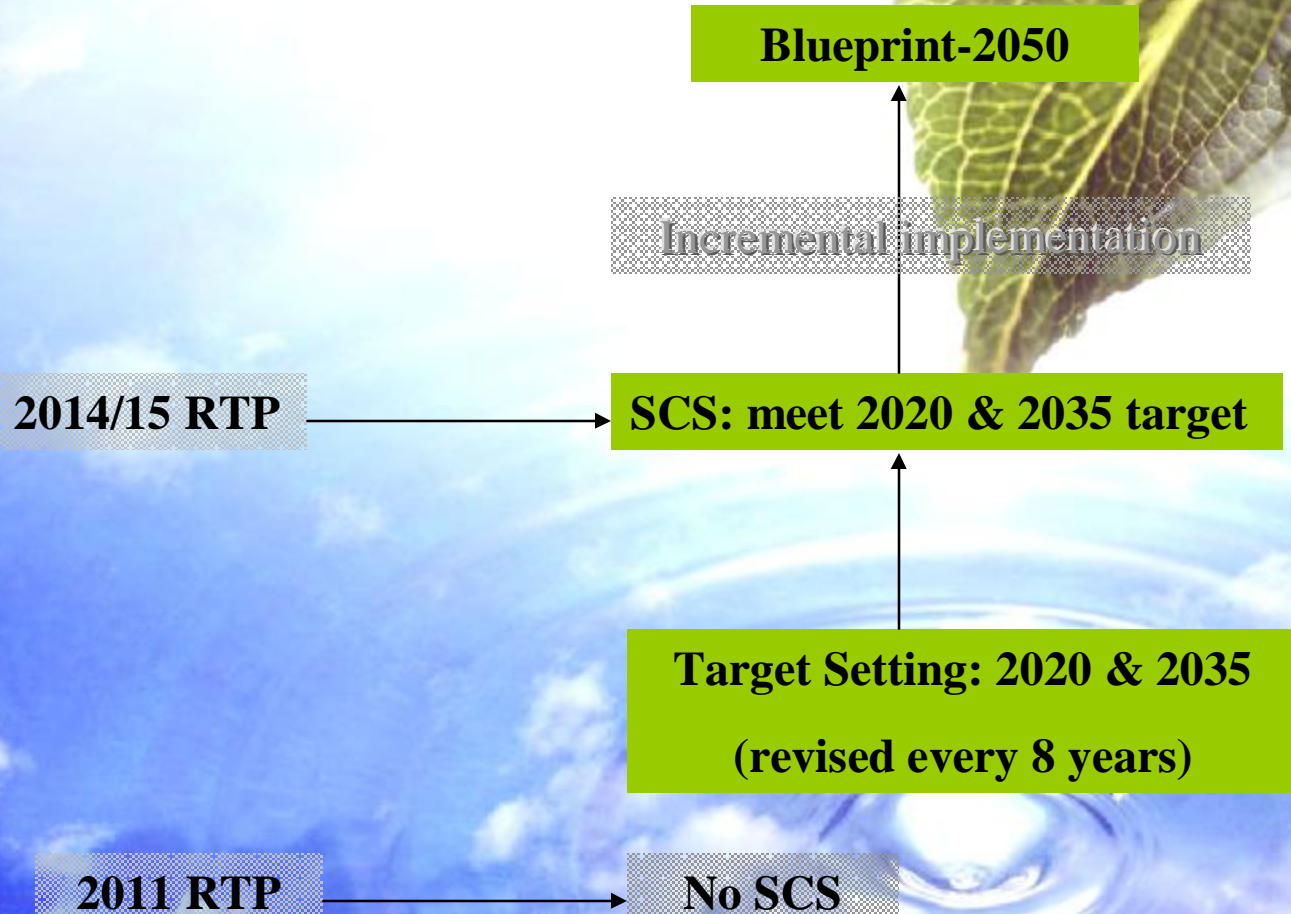 Blueprint-2050
Incremental implementation
2014/15 RTP
SCS: meet 2020 & 2035 target
Target Setting: 2020 & 2035
(revised every 8 years)
2011 RTP
No SCS